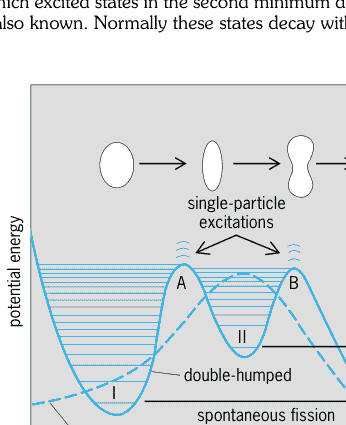 which excited states in the second minimum d
also known. Normally these states decay with
single-particle
excitations
potential energy
A
B
II
double-humped
I
spontaneous fission